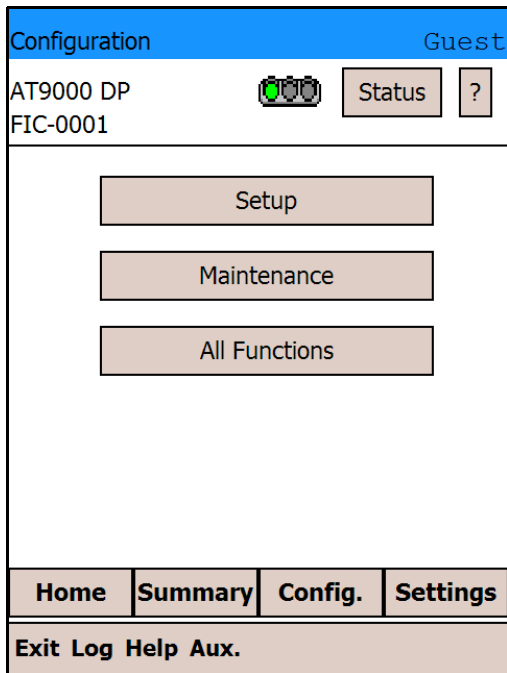 Configuration Guest
AT9000 DP
Status ?
FIC-0001
Setup
Maintenance
All Functions
Home Summary Config. Settings
Exit Log Help Aux.